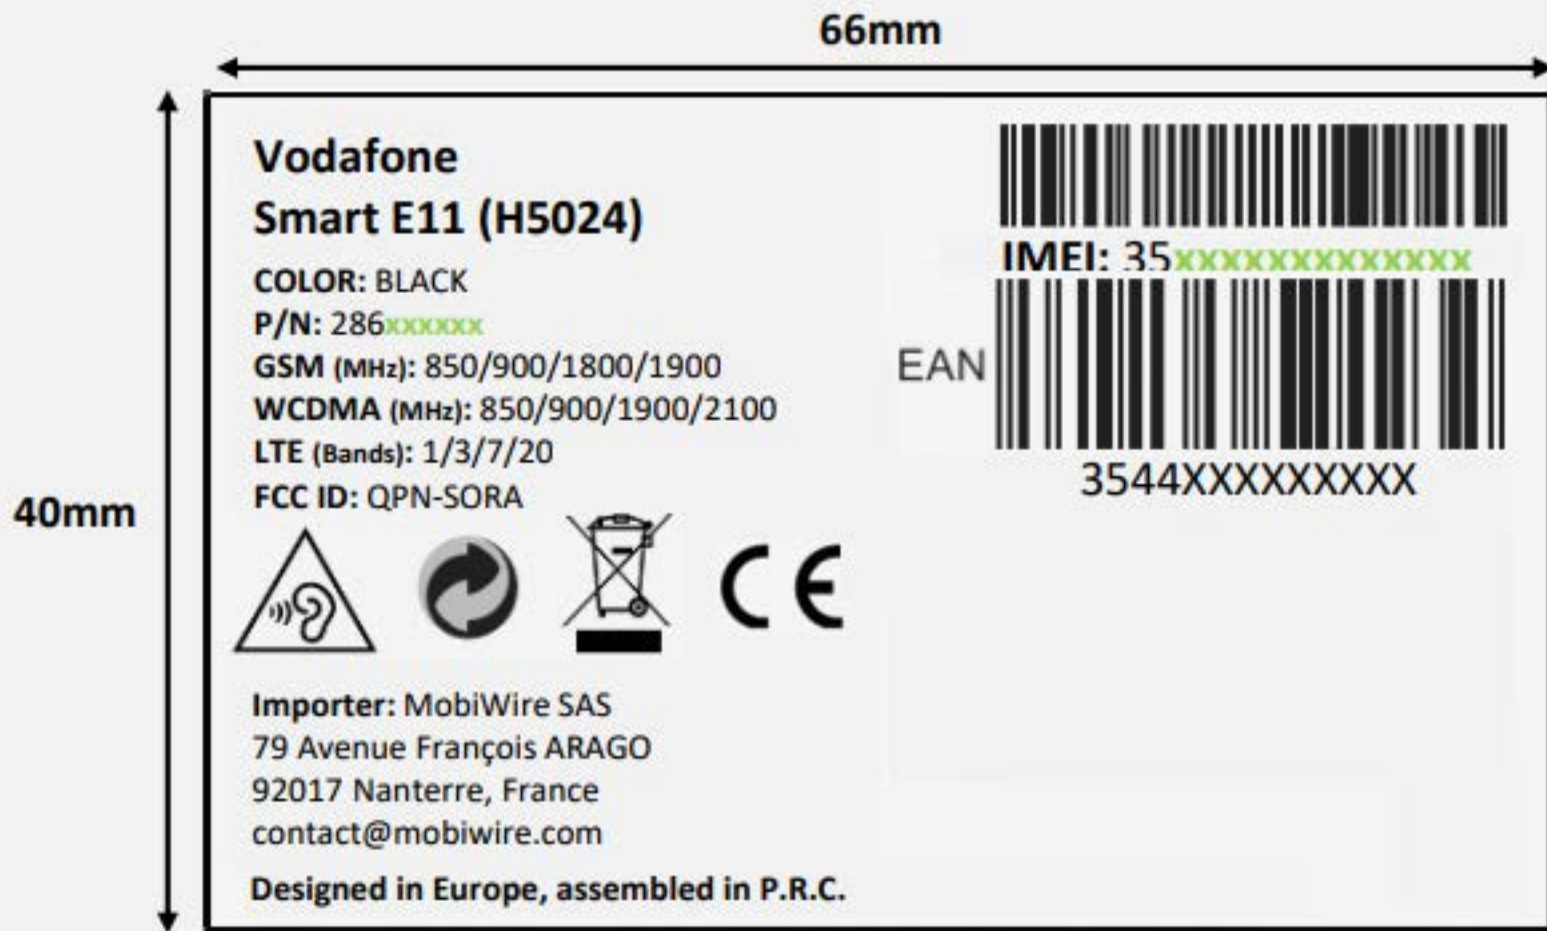 66mm
40mm
Vodafone
Smart E11 (H5024)
COLOR: BLACK
P/N: 286xxxxxx
GSM (MHz): 850/900/1800/1900
WCDMA (MHz): 850/900/1900/2100
LTE (Bands): 1/3/7/20
FCC ID: QPN-SORA
CE
Importer: MobiWire SAS
79 Avenue François ARAGO
92017 Nanterre, France
contact@mobiwire.com
Designed in Europe, assembled in P.R.C.
IMEI: 35xxxxxxxxxxxxx
EAN
3544XXXXXXXXX